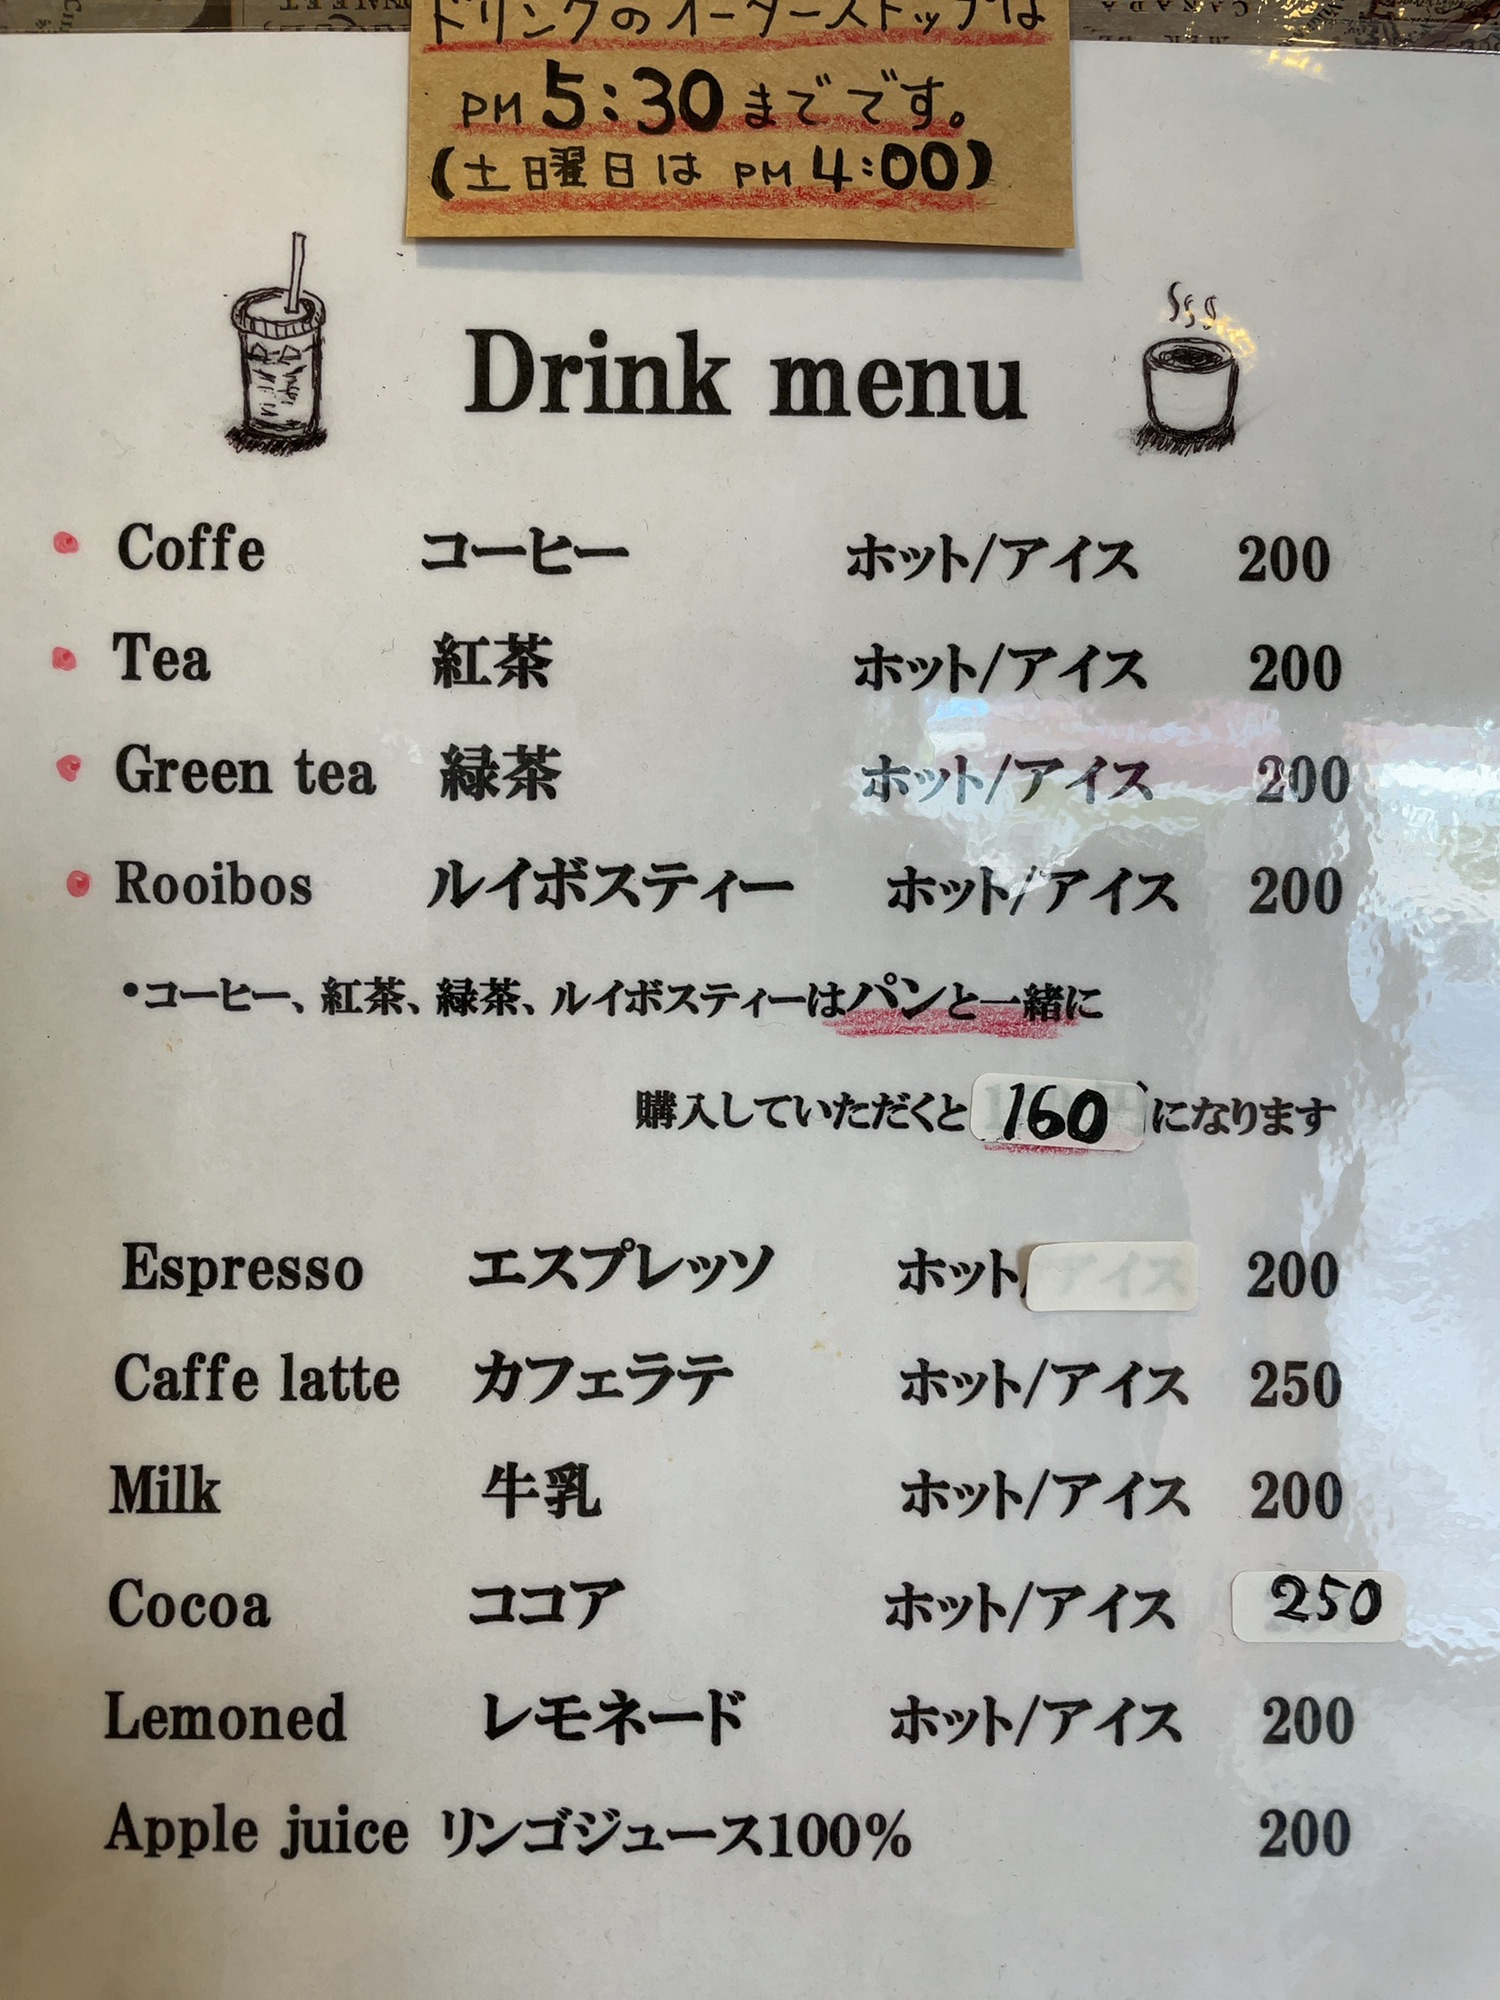 ドリンクのオーダーストップは
PM 5:30 までです。
(土曜日は PM 4:00)
Drink menu
Coffe コーヒー ホット/アイス 200
Tea 紅茶 ホット/アイス 200
Green tea 緑茶 ホット/アイス 200
Rooibos ルイボスティー ホット/アイス 200
•コーヒー、紅茶、緑茶、ルイボスティーはパンと一緒に
購入していただくと 160 になります
Espresso エスプレッソ ホット/アイス 200
Caffe latte カフェラテ ホット/アイス 250
Milk 牛乳 ホット/アイス 200
Cocoa ココア ホット/アイス 250
Lemoned レモネード ホット/アイス 200
Apple juice リンゴジュース100% 200